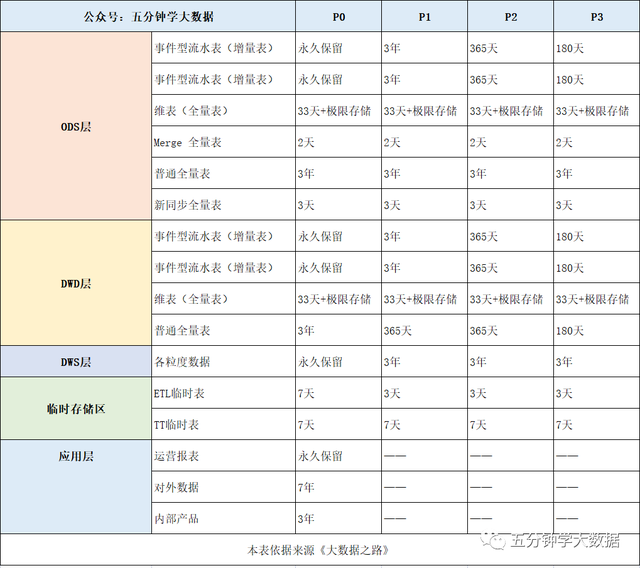 公众号：五分钟学大数据 P0 P1 P2 P3
ODS层
事件型流水表（增量表） 永久保留 3年 365天 180天
事件型流水表（增量表） 永久保留 3年 365天 180天
维表（全量表） 33天+极限存储 33天+极限存储 33天+极限存储 33天+极限存储
Merge 全量表 2天 2天 2天 2天
普通全量表 3年 3年 3年 3年
新同步全量表 3天 3天 3天 3天
DWD层
事件型流水表（增量表） 永久保留 3年 365天 180天
事件型流水表（增量表） 永久保留 3年 365天 180天
维表（全量表） 33天+极限存储 33天+极限存储 33天+极限存储 33天+极限存储
普通全量表 3年 365天 365天 180天
DWS层 各粒度数据 永久保留 3年 3年 3年
临时存储区
ETL临时表 7天 3天 3天 3天
TT临时表 7天 7天 7天 7天
应用层 运营报表 永久保留 —— —— ——
对外数据 7年 —— —— ——
内部产品 3年 —— —— ——
五分钟学大数据
本表依据来源《大数据之路》